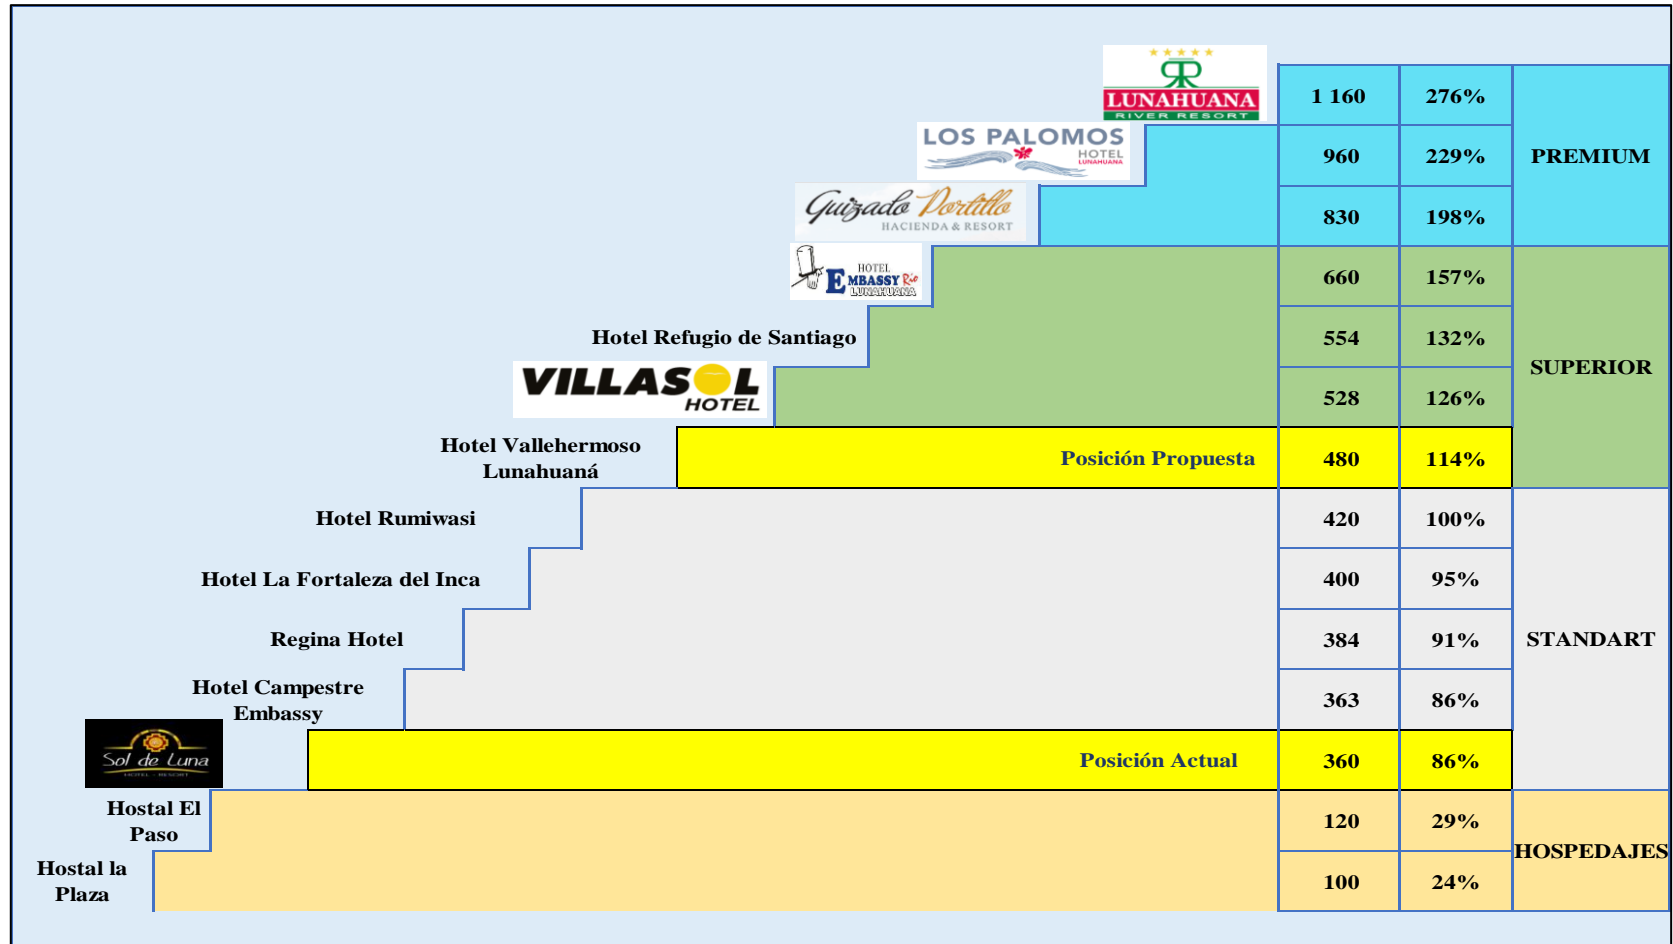 LUNAHUANA
RIVER RESORT
1 160 276%
LOS PALOMOS
HOTEL
LUNAHUANA
960 229% PREMIUM
Guizado Portillo
HACIENDA & RESORT
830 198%
HOTEL
EMBASSY Rio
LUNAHUANA
660 157%
Hotel Refugio de Santiago 554 132%
SUPERIOR
VILLASOL
HOTEL
528 126%
Hotel Vallehermoso
Lunahuaná
Posición Propuesta 480 114%
Hotel Rumiwasi 420 100%
Hotel La Fortaleza del Inca 400 95%
Regina Hotel 384 91% STANDART
Hotel Campestre
Embassy
363 86%
Sol de Luna
HOTEL - RESORT
Posición Actual 360 86%
Hostal El
Paso
120 29%
HOSPEDAJES
Hostal la
Plaza
100 24%